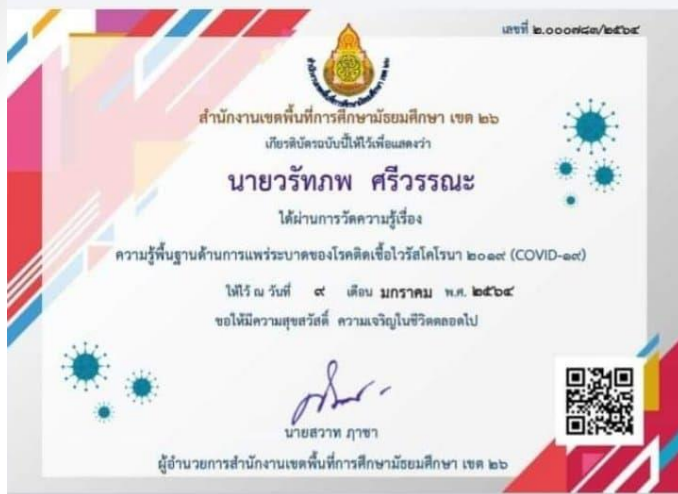 เลขที่ ๒.๐๐๐๗๘๓/๒๕๖๔
สำนักงานเขตพื้นที่การศึกษามัธยมศึกษา เขต ๒๖
เกียรติบัตรฉบับนี้ให้ไว้เพื่อแสดงว่า
นายวรัทภพ ศรีวรรณะ
ได้ผ่านการวัดความรู้เรื่อง
ความรู้พื้นฐานด้านการแพร่ระบาดของโรคติดเชื้อไวรัสโคโรนา ๒๐๑๙ (COVID-๑๙)
ให้ไว้ ณ วันที่ ๙ เดือน มกราคม พ.ศ. ๒๕๖๔
ขอให้มีความสุขสวัสดิ์ ความเจริญในชีวิตตลอดไป
นายสวาท ภาชา
ผู้อำนวยการสำนักงานเขตพื้นที่การศึกษามัธยมศึกษา เขต ๒๖